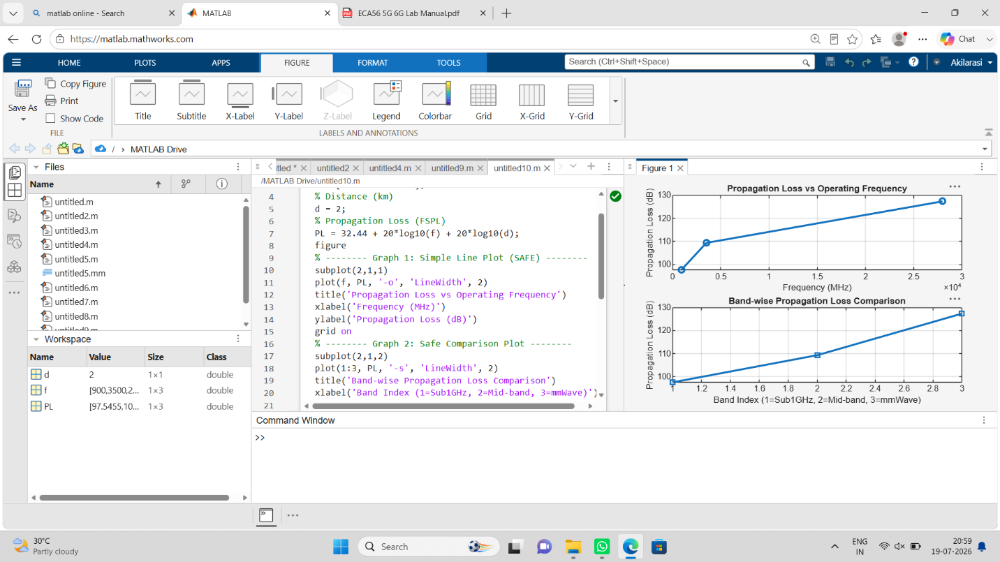 matlab online - Search
MATLAB
ECA56 5G 6G Lab Manual.pdf
https://matlab.mathworks.com
Chat
HOME
PLOTS
APPS
FIGURE
FORMAT
TOOLS
Search (Ctrl+Shift+Space)
Akilarasi
Save As
Copy Figure
Print
Show Code
FILE
Title
Subtitle
X-Label
Y-Label
Z-Label
Legend
Colorbar
Grid
X-Grid
Y-Grid
LABELS AND ANNOTATIONS
/ › MATLAB Drive
Files
Name
untitled.m
untitled2.m
untitled3.m
untitled4.m
untitled5.m
untitled5.mm
untitled6.m
untitled7.m
untitled8.m
Workspace
Name Value Size Class
d 2 1×1 double
f [900,3500,2... 1×3 double
PL [97.5455,10... 1×3 double
itled *
untitled2
untitled4.m
untitled9.m
untitled10.m
/MATLAB Drive/untitled10.m
4 % Distance (km)
5 d = 2;
6 % Propagation Loss (FSPL)
7 PL = 32.44 + 20*log10(f) + 20*log10(d);
8 figure
9 % -------- Graph 1: Simple Line Plot (SAFE) --------
10 subplot(2,1,1)
11 plot(f, PL, '-o', 'LineWidth', 2)
12 title('Propagation Loss vs Operating Frequency')
13 xlabel('Frequency (MHz)')
14 ylabel('Propagation Loss (dB)')
15 grid on
16 % -------- Graph 2: Safe Comparison Plot --------
17 subplot(2,1,2)
18 plot(1:3, PL, '-s', 'LineWidth', 2)
19 title('Band-wise Propagation Loss Comparison')
20 xlabel('Band Index (1=Sub1GHz, 2=Mid-band, 3=mmWave)')
21
Figure 1
Propagation Loss vs Operating Frequency
Propagation Loss (dB)
130
120
110
100
0 0.5 1 1.5 2 2.5 3
Frequency (MHz)
×10⁴
Band-wise Propagation Loss Comparison
Propagation Loss (dB)
130
120
110
100
1 1.2 1.4 1.6 1.8 2 2.2 2.4 2.6 2.8 3
Band Index (1=Sub1GHz, 2=Mid-band, 3=mmWave)
Command Window
>>
30°C
Partly cloudy
Search
ENG
IN
20:59
19-07-2026